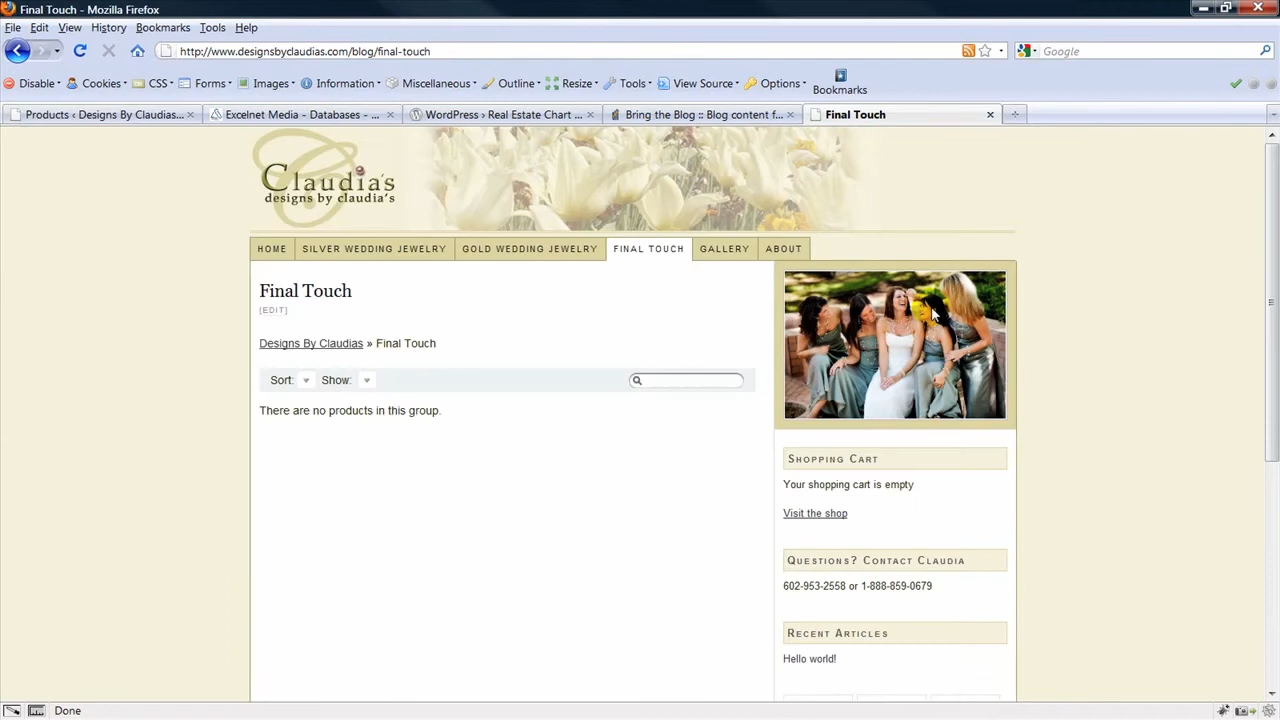 Final Touch - Mozilla Firefox
File Edit View History Bookmarks Tools Help
http://www.designsbyclaudias.com/blog/final-touch
Google
Disable Cookies CSS Forms Images Information Miscellaneous Outline Resize Tools View Source Options Bookmarks
Products ‹ Designs By Claudias... Excelnet Media - Databases - ... WordPress › Real Estate Chart ... Bring the Blog :: Blog content f... Final Touch
Claudia's
designs by claudia's
HOME SILVER WEDDING JEWELRY GOLD WEDDING JEWELRY FINAL TOUCH GALLERY ABOUT
Final Touch
[EDIT]
Designs By Claudias » Final Touch
Sort: Show:
There are no products in this group.
SHOPPING CART
Your shopping cart is empty
Visit the shop
QUESTIONS? CONTACT CLAUDIA
602-953-2558 or 1-888-859-0679
RECENT ARTICLES
Hello world!
Done